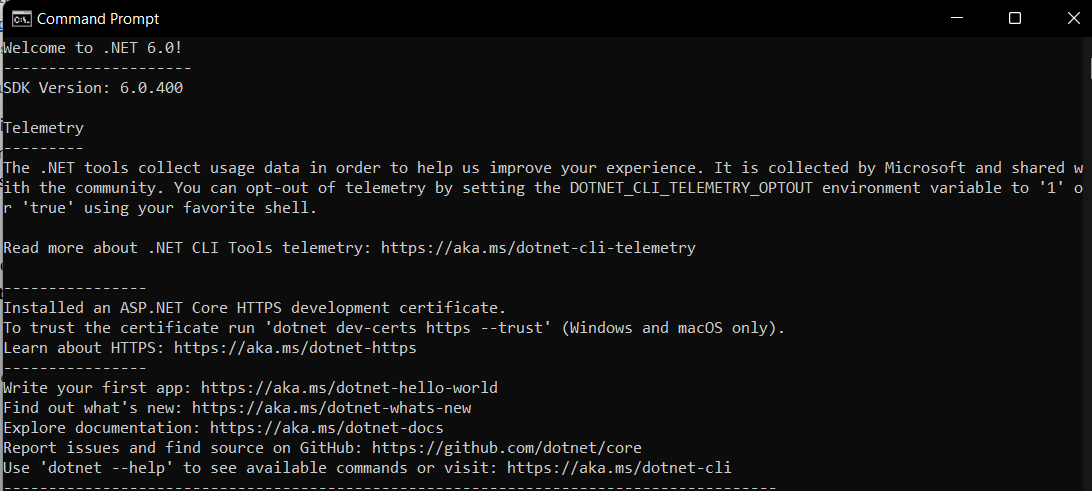 Command Prompt
Welcome to .NET 6.0!
---------------------
SDK Version: 6.0.400
Telemetry
---------
The .NET tools collect usage data in order to help us improve your experience. It is collected by Microsoft and shared w
ith the community. You can opt-out of telemetry by setting the DOTNET_CLI_TELEMETRY_OPTOUT environment variable to '1' o
r 'true' using your favorite shell.
Read more about .NET CLI Tools telemetry: https://aka.ms/dotnet-cli-telemetry
----------------
Installed an ASP.NET Core HTTPS development certificate.
To trust the certificate run 'dotnet dev-certs https --trust' (Windows and macOS only).
Learn about HTTPS: https://aka.ms/dotnet-https
----------------
Write your first app: https://aka.ms/dotnet-hello-world
Find out what's new: https://aka.ms/dotnet-whats-new
Explore documentation: https://aka.ms/dotnet-docs
Report issues and find source on GitHub: https://github.com/dotnet/core
Use 'dotnet --help' to see available commands or visit: https://aka.ms/dotnet-cli
--------------------------------------------------------------------------------------